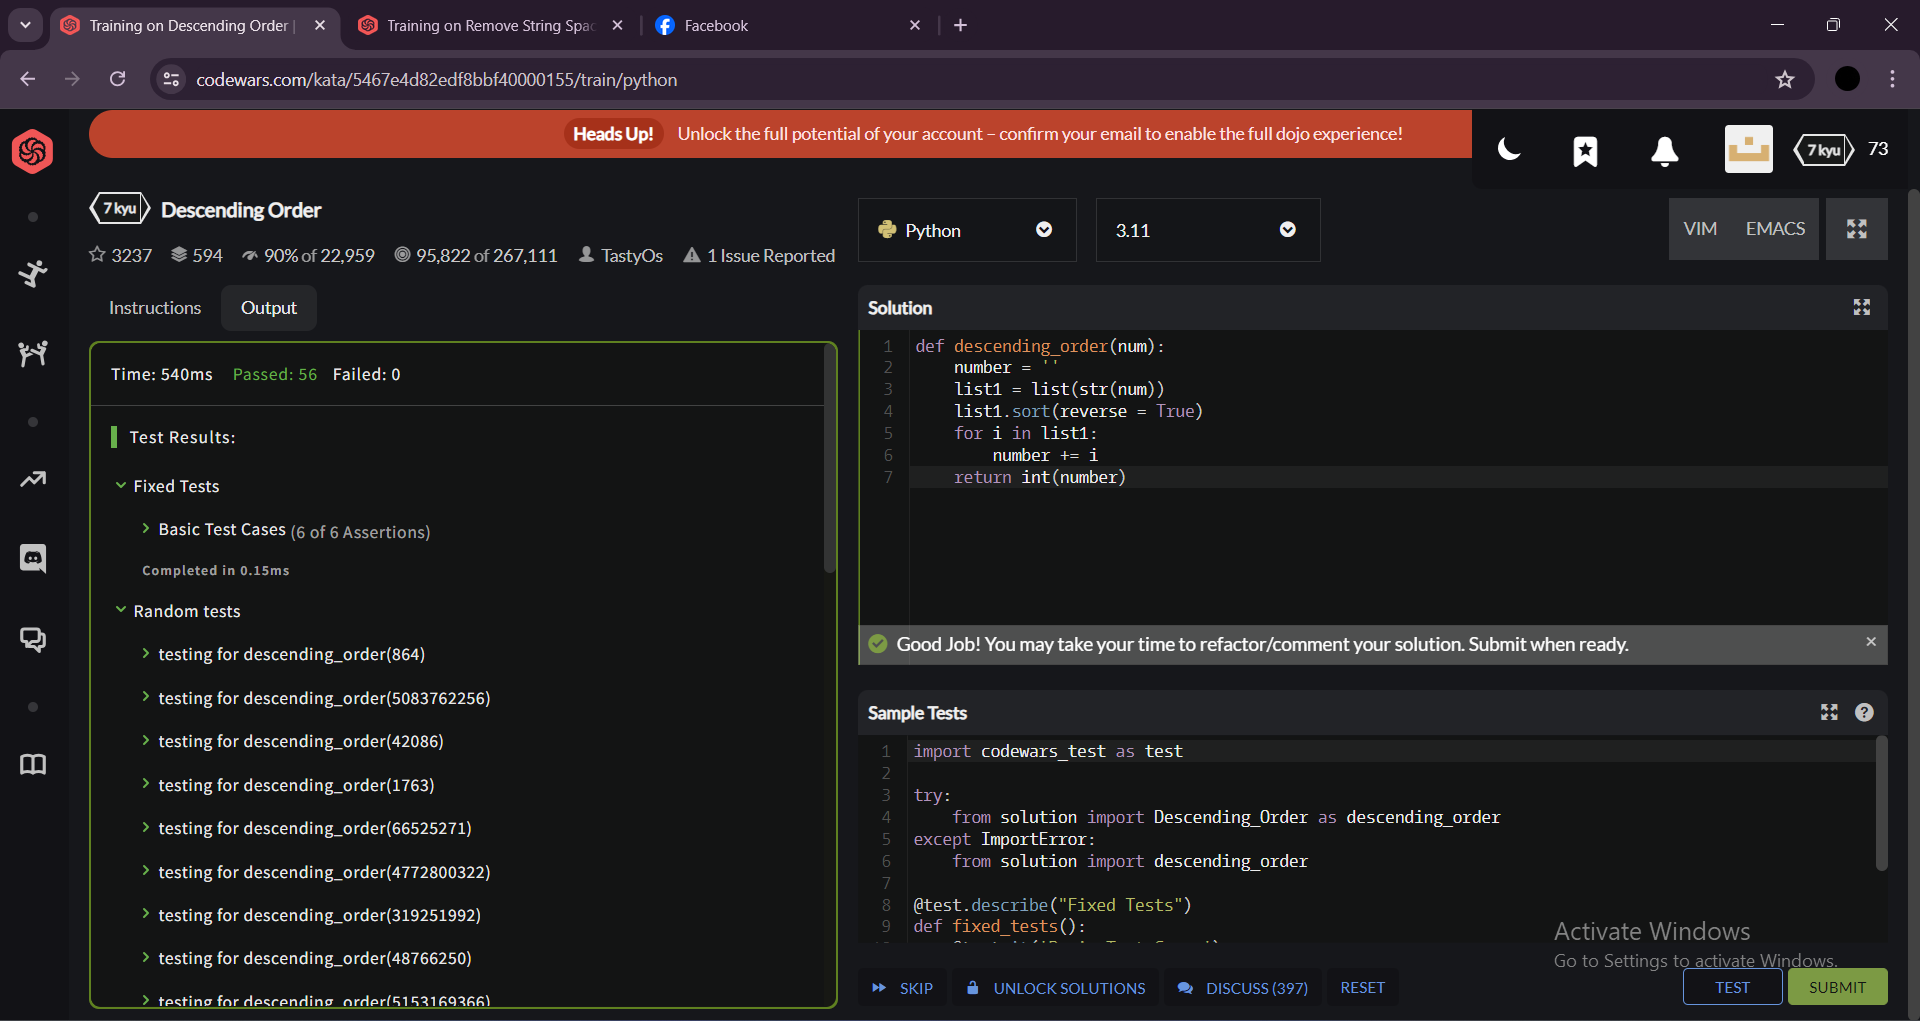 Training on Descending Order |
Training on Remove String Spac
Facebook
codewars.com/kata/5467e4d82edf8bbf40000155/train/python
Heads Up! Unlock the full potential of your account – confirm your email to enable the full dojo experience!
7 kyu 73
7 kyu Descending Order
3237 594 90% of 22,959 95,822 of 267,111 TastyOs 1 Issue Reported
Python
3.11
VIM EMACS
Instructions Output
Time: 540ms Passed: 56 Failed: 0
Test Results:
Fixed Tests
Basic Test Cases (6 of 6 Assertions)
Completed in 0.15ms
Random tests
testing for descending_order(864)
testing for descending_order(5083762256)
testing for descending_order(42086)
testing for descending_order(1763)
testing for descending_order(66525271)
testing for descending_order(4772800322)
testing for descending_order(319251992)
testing for descending_order(48766250)
testing for descending_order(5153169366)
Solution
1 def descending_order(num):
2 number = ''
3 list1 = list(str(num))
4 list1.sort(reverse = True)
5 for i in list1:
6 number += i
7 return int(number)
Good Job! You may take your time to refactor/comment your solution. Submit when ready.
Sample Tests
1 import codewars_test as test
2
3 try:
4 from solution import Descending_Order as descending_order
5 except ImportError:
6 from solution import descending_order
7
8 @test.describe("Fixed Tests")
9 def fixed_tests():
Activate Windows
Go to Settings to activate Windows.
SKIP UNLOCK SOLUTIONS DISCUSS (397) RESET TEST SUBMIT